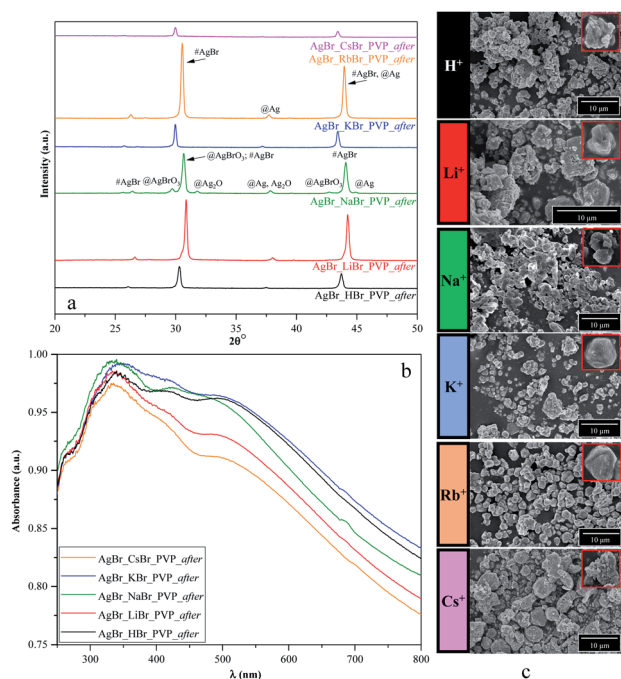 #AgBr
AgBr_CsBr_PVP_after
AgBr_RbBr_PVP_after
#AgBr, @Ag
@Ag
AgBr_KBr_PVP_after
@AgBrO3; #AgBr
#AgBr
#AgBr @AgBrO3 @Ag2O @Ag, Ag2O @AgBrO3 @Ag
AgBr_NaBr_PVP_after
AgBr_LiBr_PVP_after
AgBr_HBr_PVP_after
a
Intensity (a.u.)
20 25 30 35 40 45 50
2θ°
b
1.00
0.95
0.90
0.85
0.80
0.75
Absorbance (a.u.)
AgBr_CsBr_PVP_after
AgBr_KBr_PVP_after
AgBr_NaBr_PVP_after
AgBr_LiBr_PVP_after
AgBr_HBr_PVP_after
300 400 500 600 700 800
λ (nm)
H+
10 μm
Li+
10 μm
Na+
10 μm
K+
10 μm
Rb+
10 μm
Cs+
10 μm
c